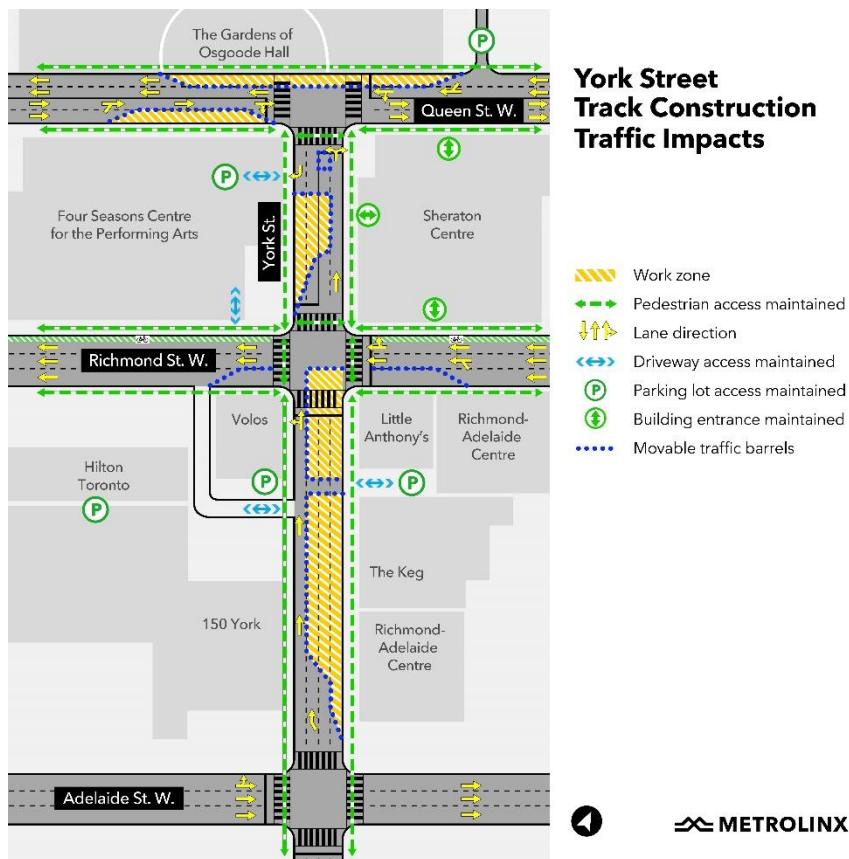 The Gardens of
Osgoode Hall
P
Queen St. W.
York Street
Track Construction
Traffic Impacts
P
Four Seasons Centre
for the Performing Arts
York St.
Sheraton
Centre
Work zone
Pedestrian access maintained
Lane direction
Driveway access maintained
P Parking lot access maintained
Building entrance maintained
Movable traffic barrels
Richmond St. W.
Volos
Little
Anthony's
Richmond-
Adelaide
Centre
Hilton
Toronto
P
P
P
The Keg
150 York
Richmond-
Adelaide
Centre
Adelaide St. W.
METROLINX